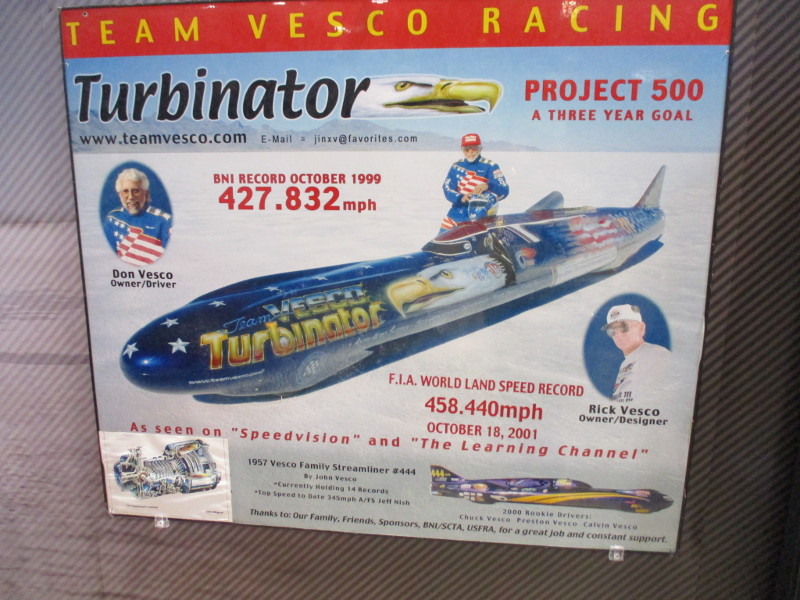 TEAM VESCO RACING
Turbinator
PROJECT 500
A THREE YEAR GOAL
www.teamvesco.com E-Mail = jinxv@favorites.com
BNI RECORD OCTOBER 1999
427.832mph
Don Vesco
Owner/Driver
Team VESCO
Turbinator
F.I.A. WORLD LAND SPEED RECORD
458.440mph
OCTOBER 18, 2001
Rick Vesco
Owner/Designer
As seen on "Speedvision" and "The Learning Channel"
1957 Vesco Family Streamliner #444
By John Vesco
*Currently Holding 14 Records
*Top Speed to Date 345mph A/FS Jeff Nish
444
2000 Rookie Drivers:
Chuck Vesco Preston Vesco Calvin Vesco
Thanks to: Our Family, Friends, Sponsors, BNI/SCTA, USFRA, for a great job and constant support.